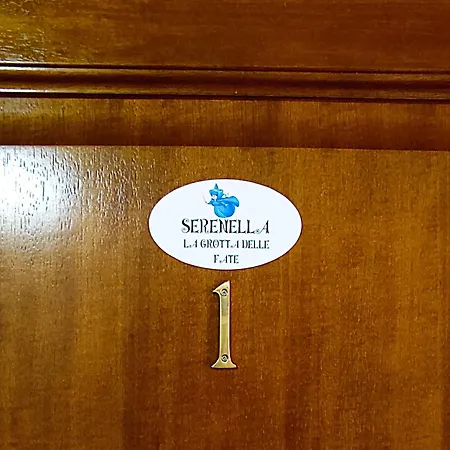 SERENELLA
LA GROTTA DELLE
FATE
1